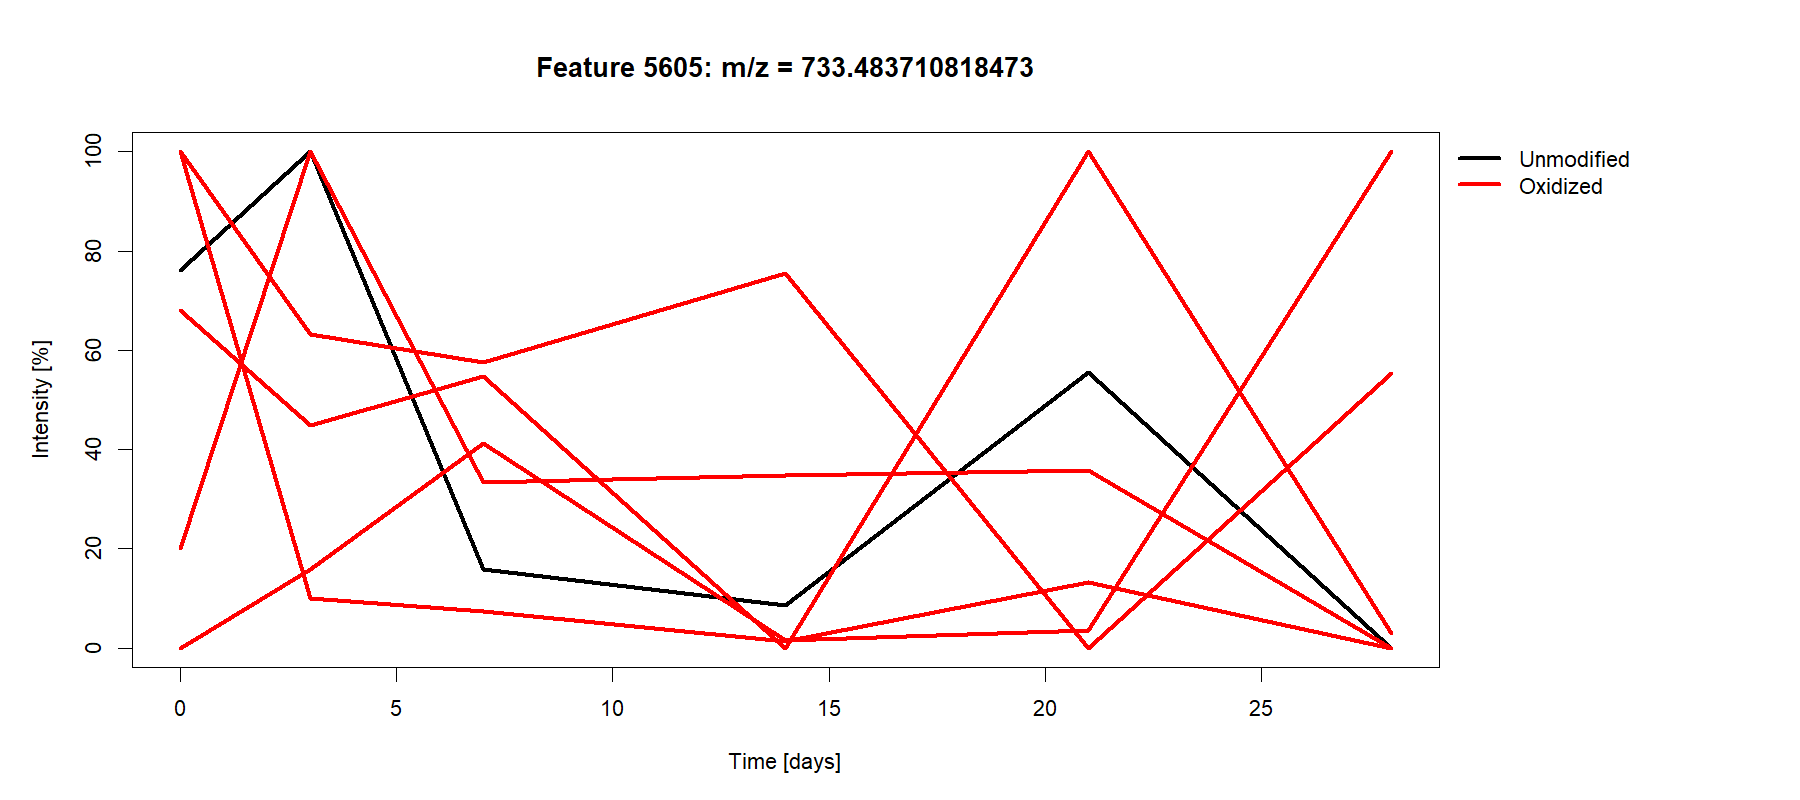 Feature 5605: m/z = 733.483710818473
Unmodified
Oxidized
Intensity [%]
100
80
60
40
20
0
0 5 10 15 20 25
Time [days]